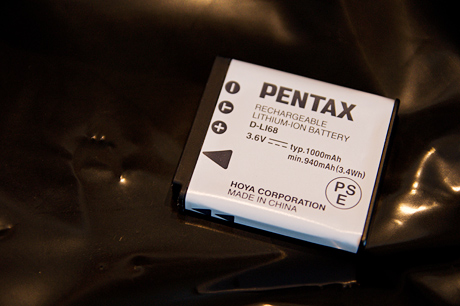 PENTAX
RECHARGEABLE
LITHIUM-ION BATTERY
D-LI68
3.6V ⎓ typ.1000mAh
min.940mAh(3.4Wh)
PS
E
HOYA CORPORATION
MADE IN CHINA